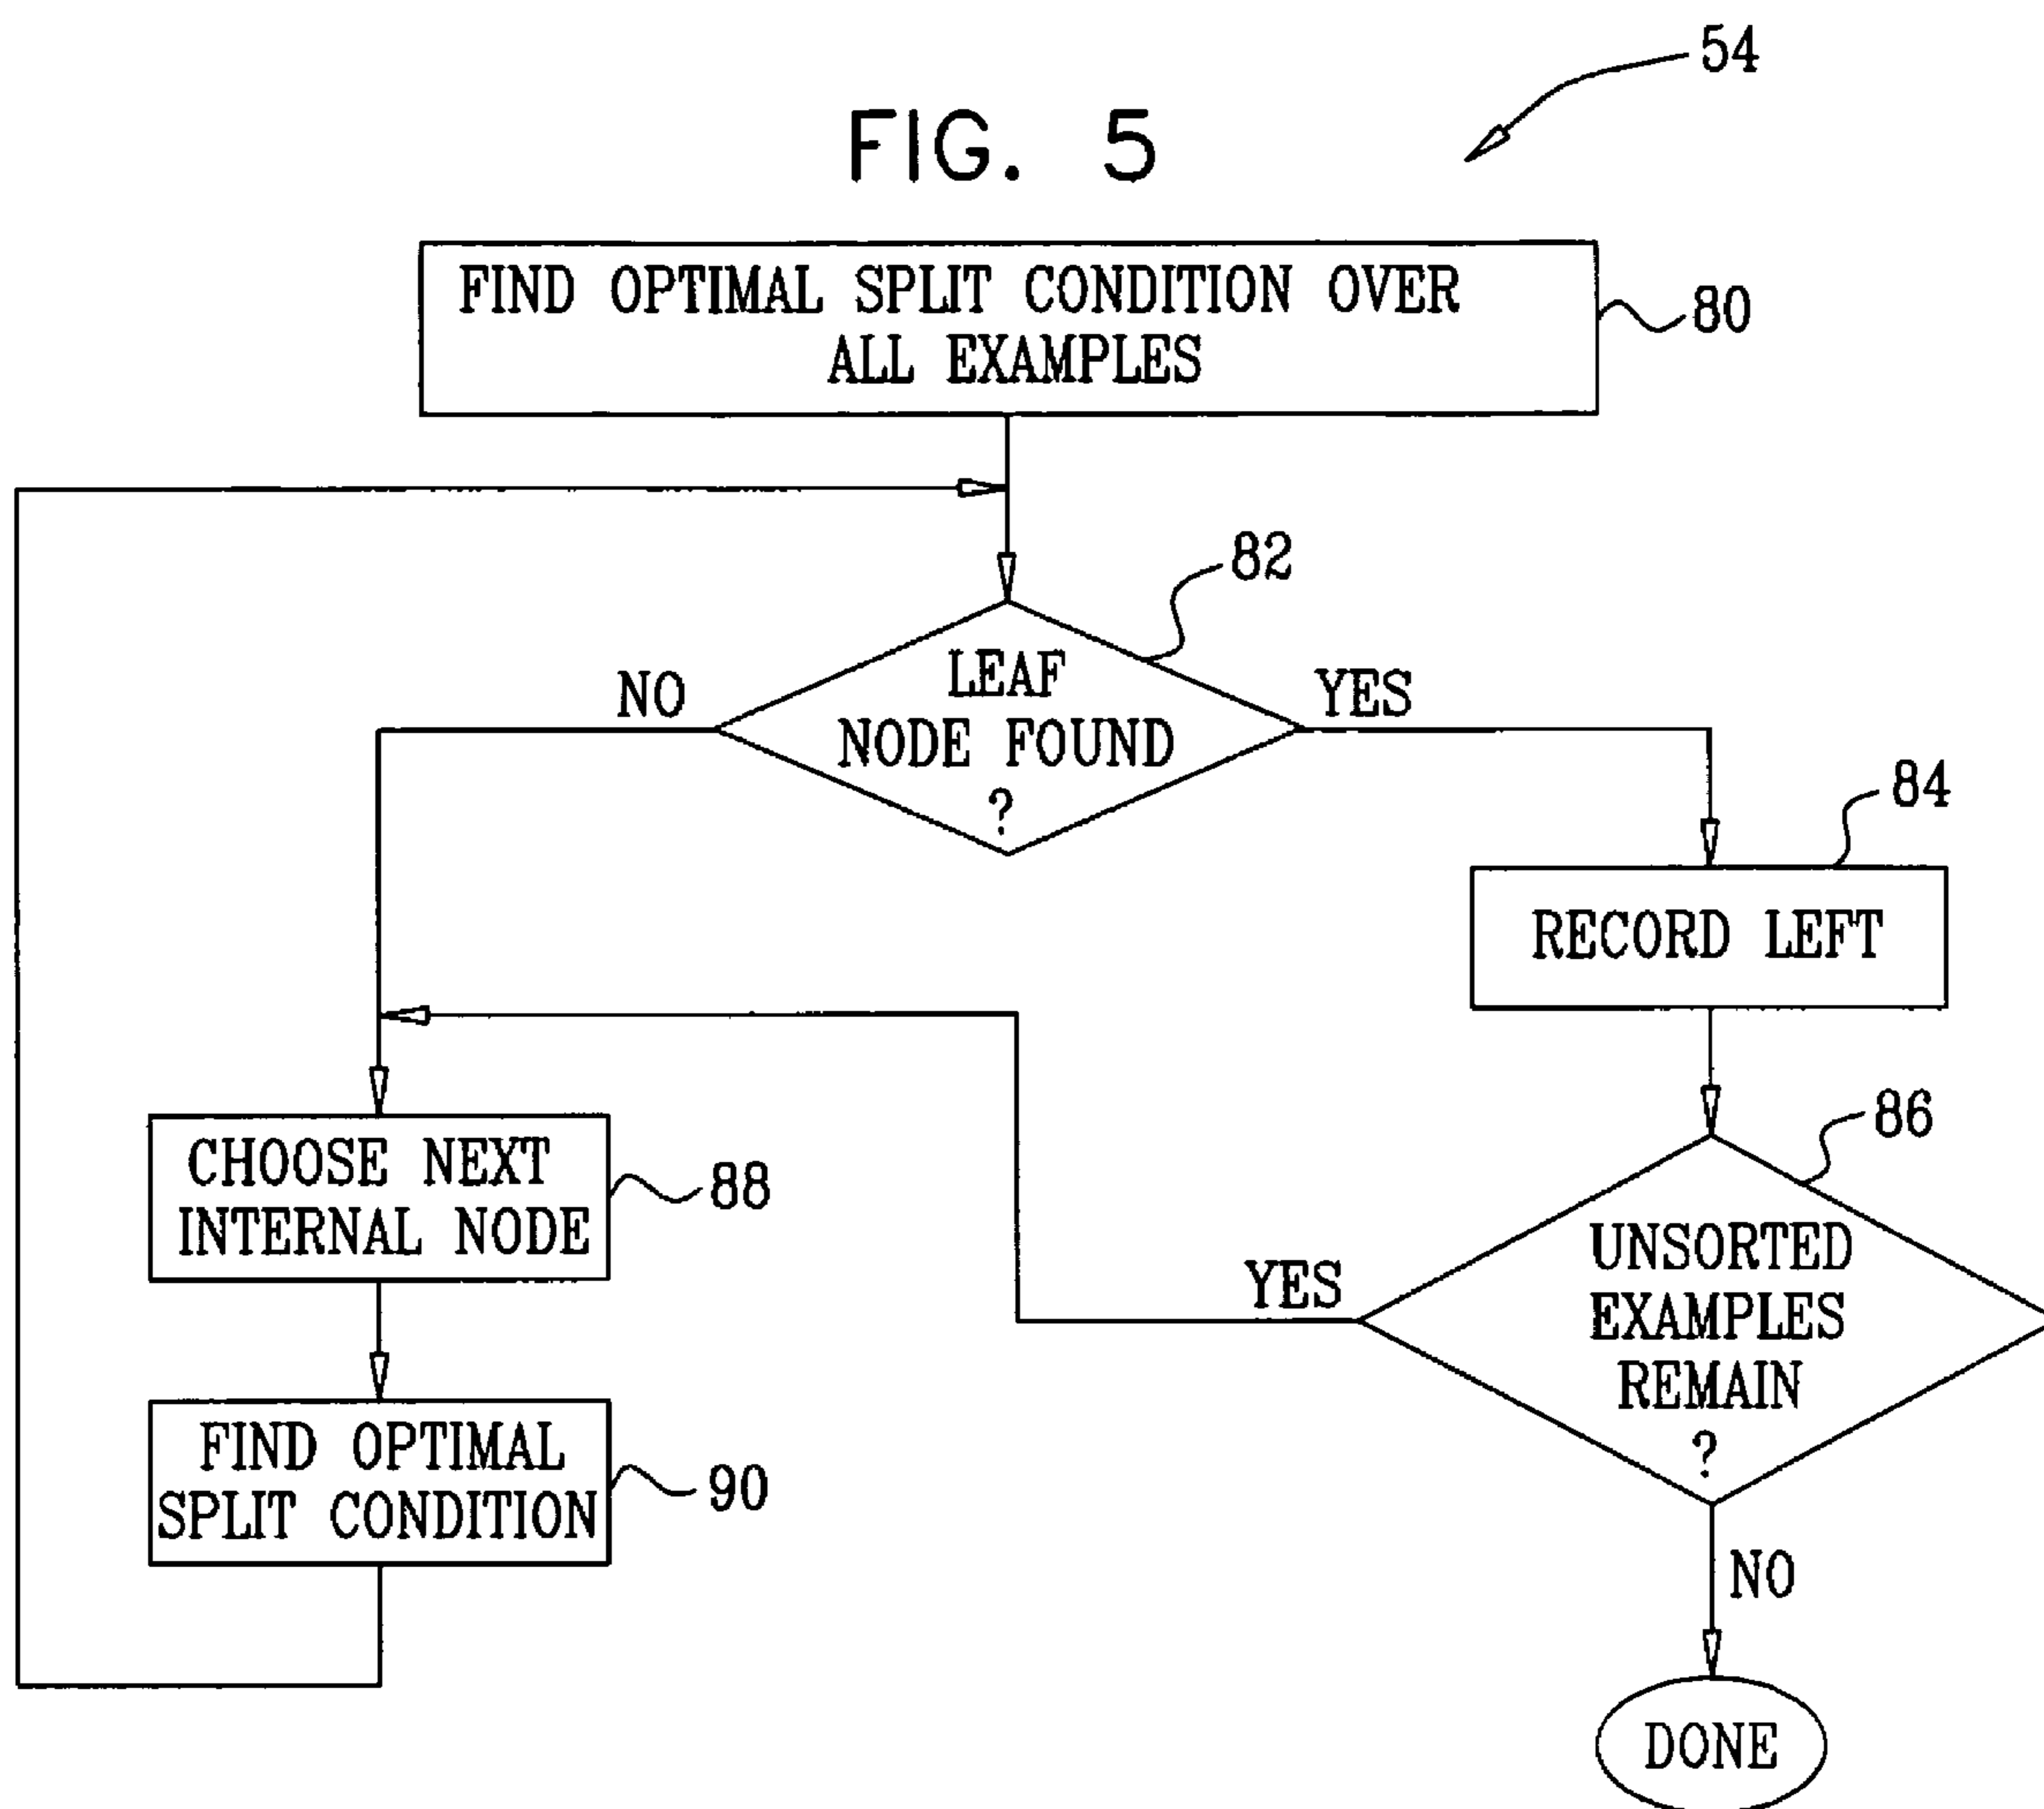 54
FIG. 5
FIND OPTIMAL SPLIT CONDITION OVER
ALL EXAMPLES
80
82
LEAF
NODE FOUND
?
NO
YES
84
RECORD LEFT
86
UNSORTED
EXAMPLES
REMAIN
?
YES
NO
CHOOSE NEXT
INTERNAL NODE
88
FIND OPTIMAL
SPLIT CONDITION
90
DONE